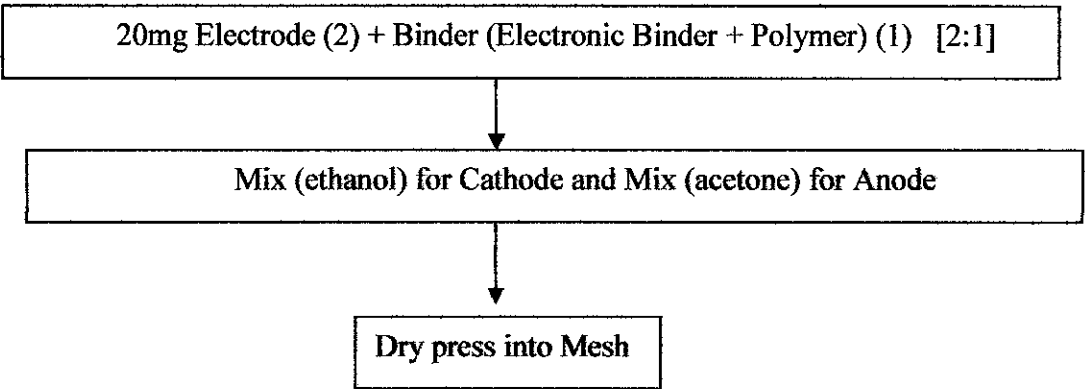 20mg Electrode (2) + Binder (Electronic Binder + Polymer) (1) [2:1]
Mix (ethanol) for Cathode and Mix (acetone) for Anode
Dry press into Mesh